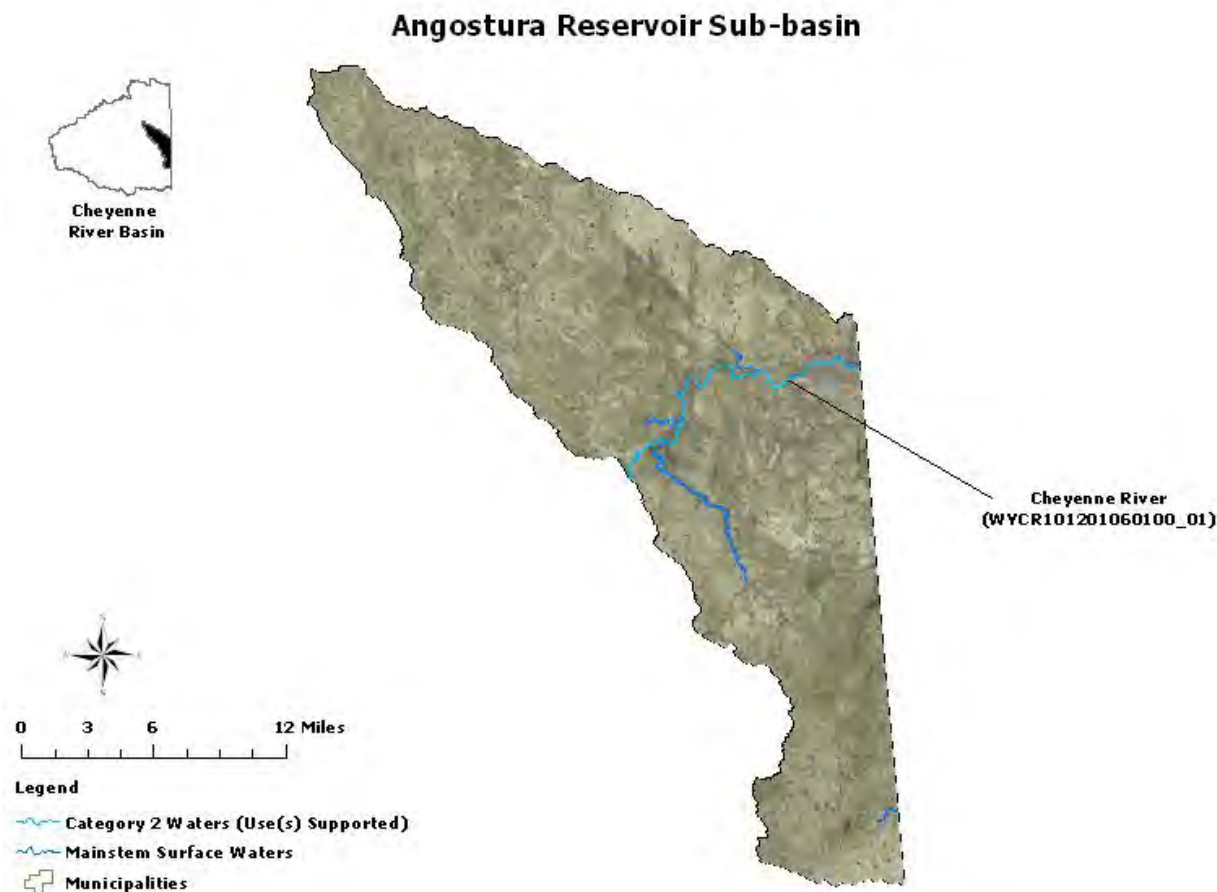 Angostura Reservoir Sub-basin
Cheyenne
River Basin
Cheyenne River
(WYCR101201060100_01)
N
S
0 3 6 12 Miles
Legend
Category 2 Waters (Use(s) Supported)
Mainstem Surface Waters
Municipalities